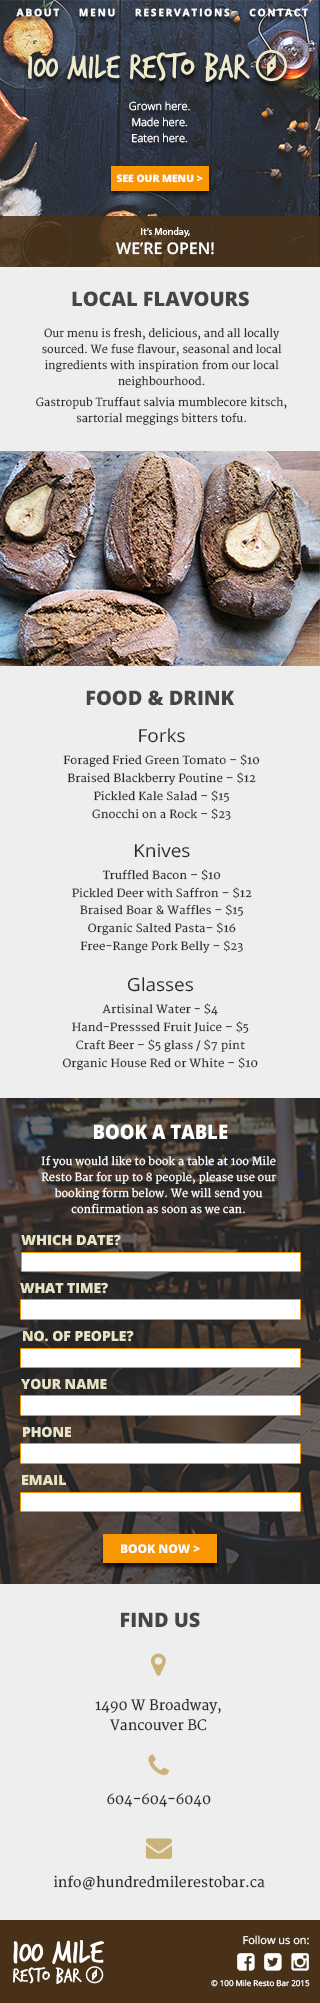 ABOUT MENU RESERVATIONS CONTACT
100 MILE RESTO BAR
Grown here.
Made here.
Eaten here.
SEE OUR MENU >
It's Monday,
WE'RE OPEN!
LOCAL FLAVOURS
Our menu is fresh, delicious, and all locally
sourced. We fuse flavour, seasonal and local
ingredients with inspiration from our local
neighbourhood.
Gastropub Truffaut salvia mumblecore kitsch,
sartorial meggings bitters tofu.
FOOD & DRINK
Forks
Foraged Fried Green Tomato – $10
Braised Blackberry Poutine – $12
Pickled Kale Salad – $15
Gnocchi on a Rock – $23
Knives
Truffled Bacon – $10
Pickled Deer with Saffron – $12
Braised Boar & Waffles – $15
Organic Salted Pasta– $16
Free-Range Pork Belly – $23
Glasses
Artisinal Water - $4
Hand-Presssed Fruit Juice – $5
Craft Beer – $5 glass / $7 pint
Organic House Red or White – $10
BOOK A TABLE
If you would like to book a table at 100 Mile
Resto Bar for up to 8 people, please use our
booking form below. We will send you
confirmation as soon as we can.
WHICH DATE?
WHAT TIME?
NO. OF PEOPLE?
YOUR NAME
PHONE
EMAIL
BOOK NOW >
FIND US
1490 W Broadway,
Vancouver BC
604-604-6040
info@hundredmilerestobar.ca
100 MILE
RESTO BAR
Follow us on:
© 100 Mile Resto Bar 2015